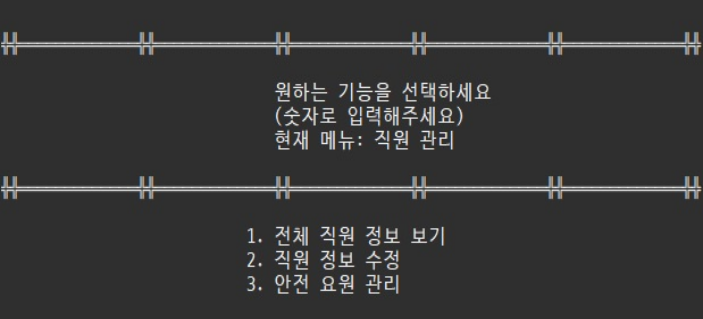 ╬╬══════════════╬╬══════════════╬╬══════════════╬╬══════════════╬╬══════════════╬╬
원하는 기능을 선택하세요
(숫자로 입력해주세요)
현재 메뉴: 직원 관리
╬╬══════════════╬╬══════════════╬╬══════════════╬╬══════════════╬╬══════════════╬╬
1. 전체 직원 정보 보기
2. 직원 정보 수정
3. 안전 요원 관리